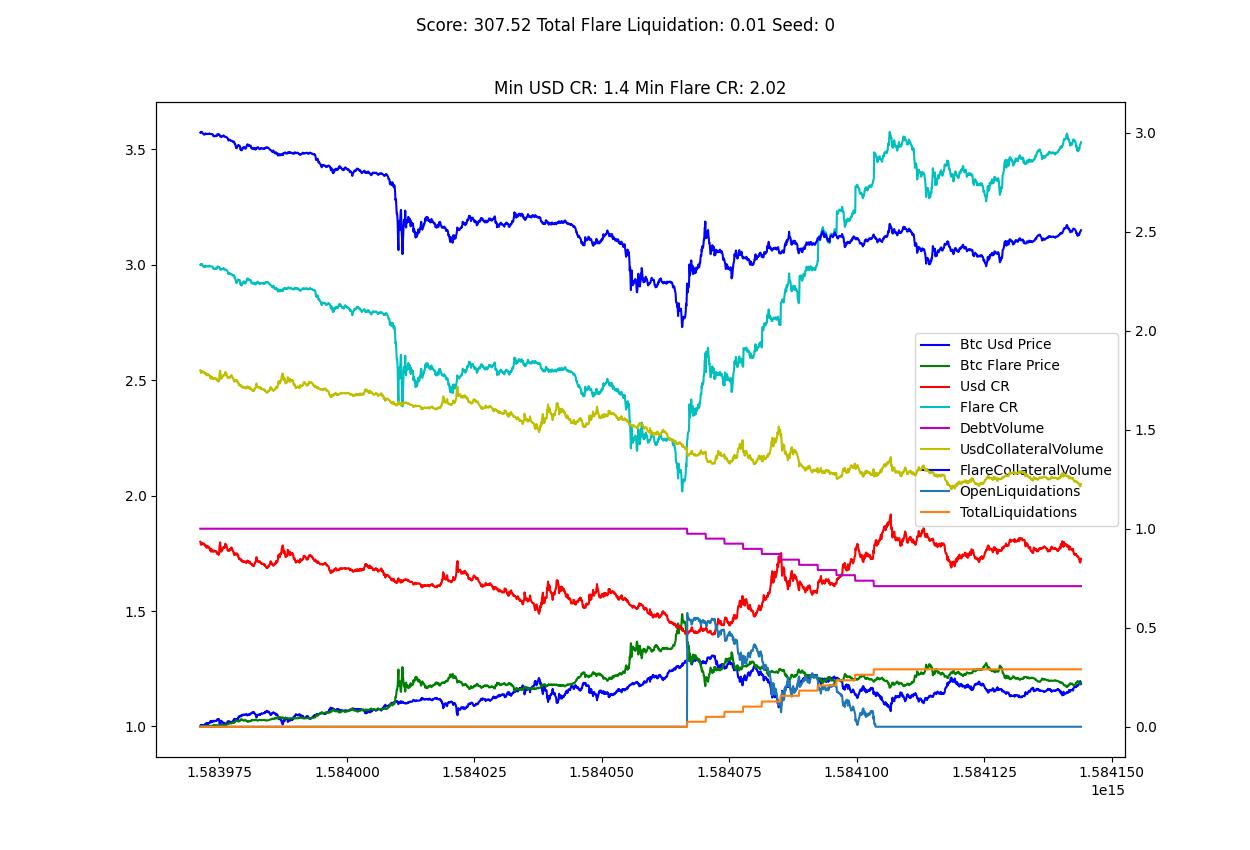 Score: 307.52 Total Flare Liquidation: 0.01 Seed: 0
Min USD CR: 1.4 Min Flare CR: 2.02
3.5
3.0
2.5
2.0
1.5
1.0
3.0
2.5
2.0
1.5
1.0
0.5
0.0
Btc Usd Price
Btc Flare Price
Usd CR
Flare CR
DebtVolume
UsdCollateralVolume
FlareCollateralVolume
OpenLiquidations
TotalLiquidations
1.583975 1.584000 1.584025 1.584050 1.584075 1.584100 1.584125 1.584150
1e15